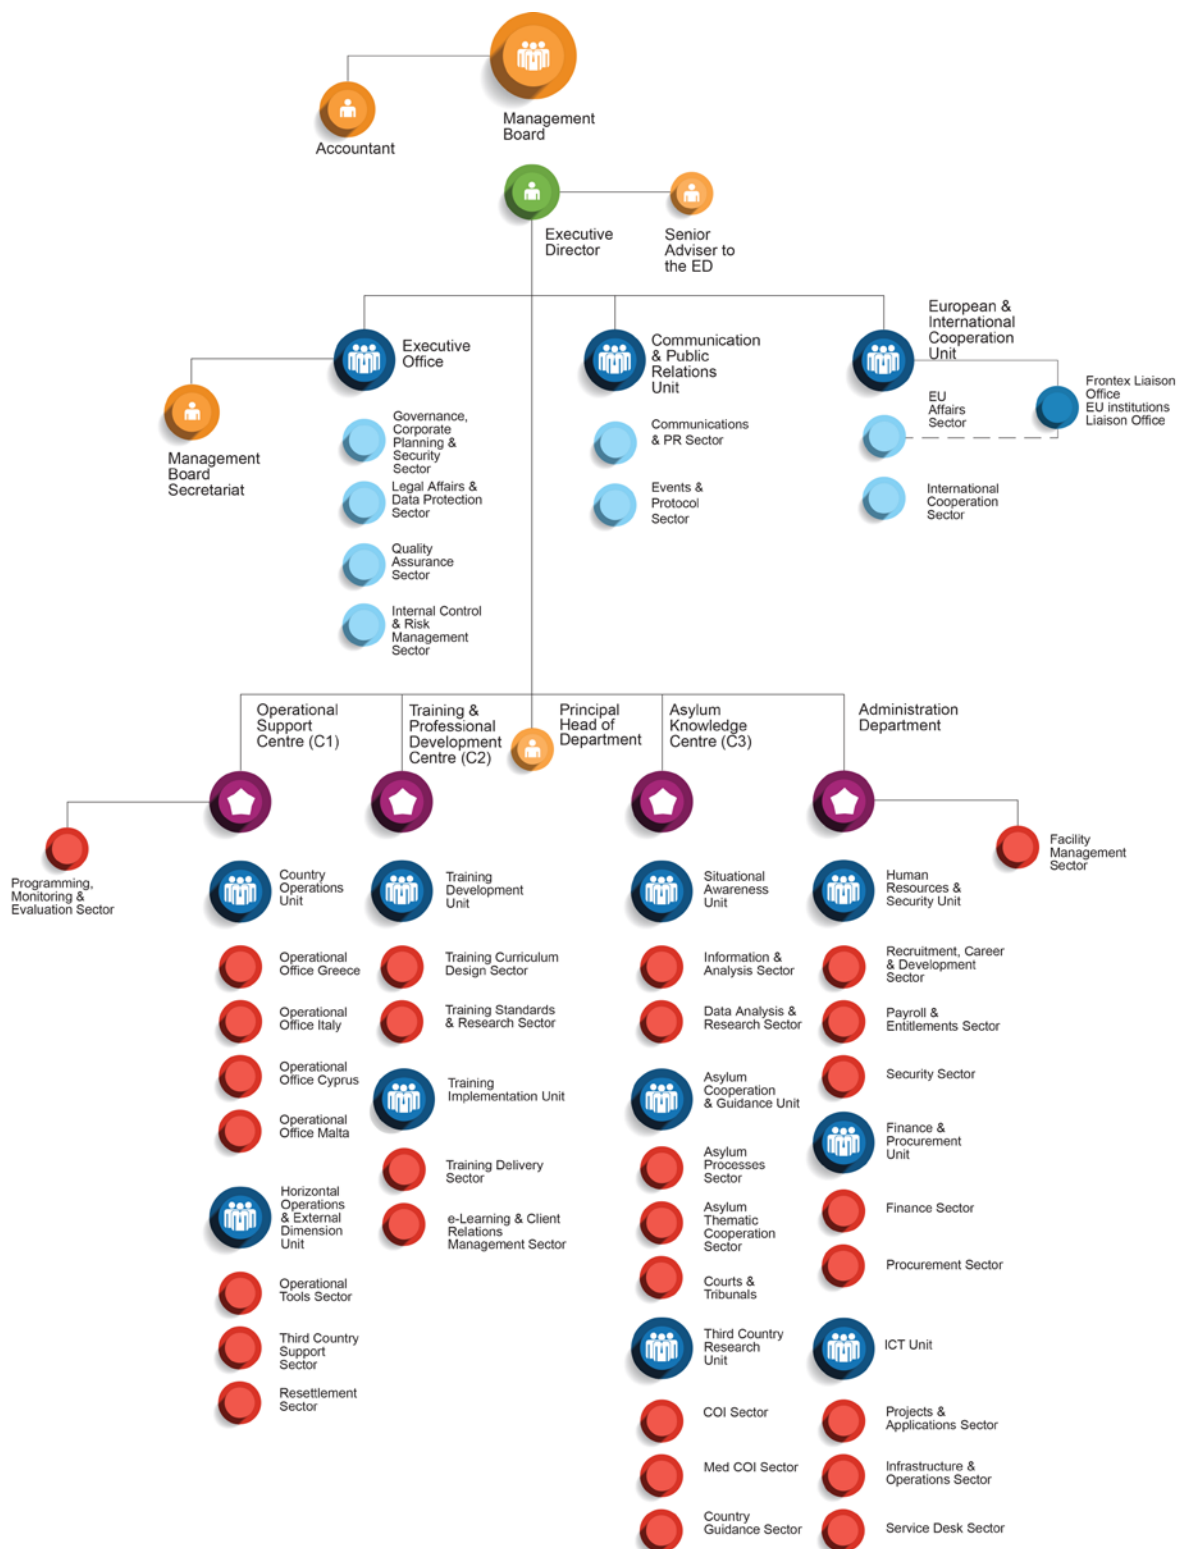 Management
Board
Accountant
Executive
Director
Senior
Adviser to
the ED
Executive
Office
Communication
& Public
Relations
Unit
European &
International
Cooperation
Unit
Management
Board
Secretariat
Governance,
Corporate
Planning &
Security
Sector
Legal Affairs &
Data Protection
Sector
Quality
Assurance
Sector
Internal Control
& Risk
Management
Sector
Communications
& PR Sector
Events &
Protocol
Sector
EU
Affairs
Sector
International
Cooperation
Sector
Frontex Liaison
Office
EU institutions
Liaison Office
Operational
Support
Centre (C1)
Training &
Professional
Development
Centre (C2)
Principal
Head of
Department
Asylum
Knowledge
Centre (C3)
Administration
Department
Programming,
Monitoring &
Evaluation Sector
Facility
Management
Sector
Country
Operations
Unit
Operational
Office Greece
Operational
Office Italy
Operational
Office Cyprus
Operational
Office Malta
Horizontal
Operations
& External
Dimension
Unit
Operational
Tools Sector
Third Country
Support
Sector
Resettlement
Sector
Training
Development
Unit
Training Curriculum
Design Sector
Training Standards
& Research Sector
Training
Implementation Unit
Training Delivery
Sector
e-Learning & Client
Relations
Management Sector
Situational
Awareness
Unit
Information &
Analysis Sector
Data Analysis &
Research Sector
Asylum
Cooperation
& Guidance Unit
Asylum
Processes
Sector
Asylum
Thematic
Cooperation
Sector
Courts &
Tribunals
Third Country
Research
Unit
COI Sector
Med COI Sector
Country
Guidance Sector
Human
Resources &
Security Unit
Recruitment, Career
& Development
Sector
Payroll &
Entitlements Sector
Security Sector
Finance &
Procurement
Unit
Finance Sector
Procurement Sector
ICT Unit
Projects &
Applications Sector
Infrastructure &
Operations Sector
Service Desk Sector